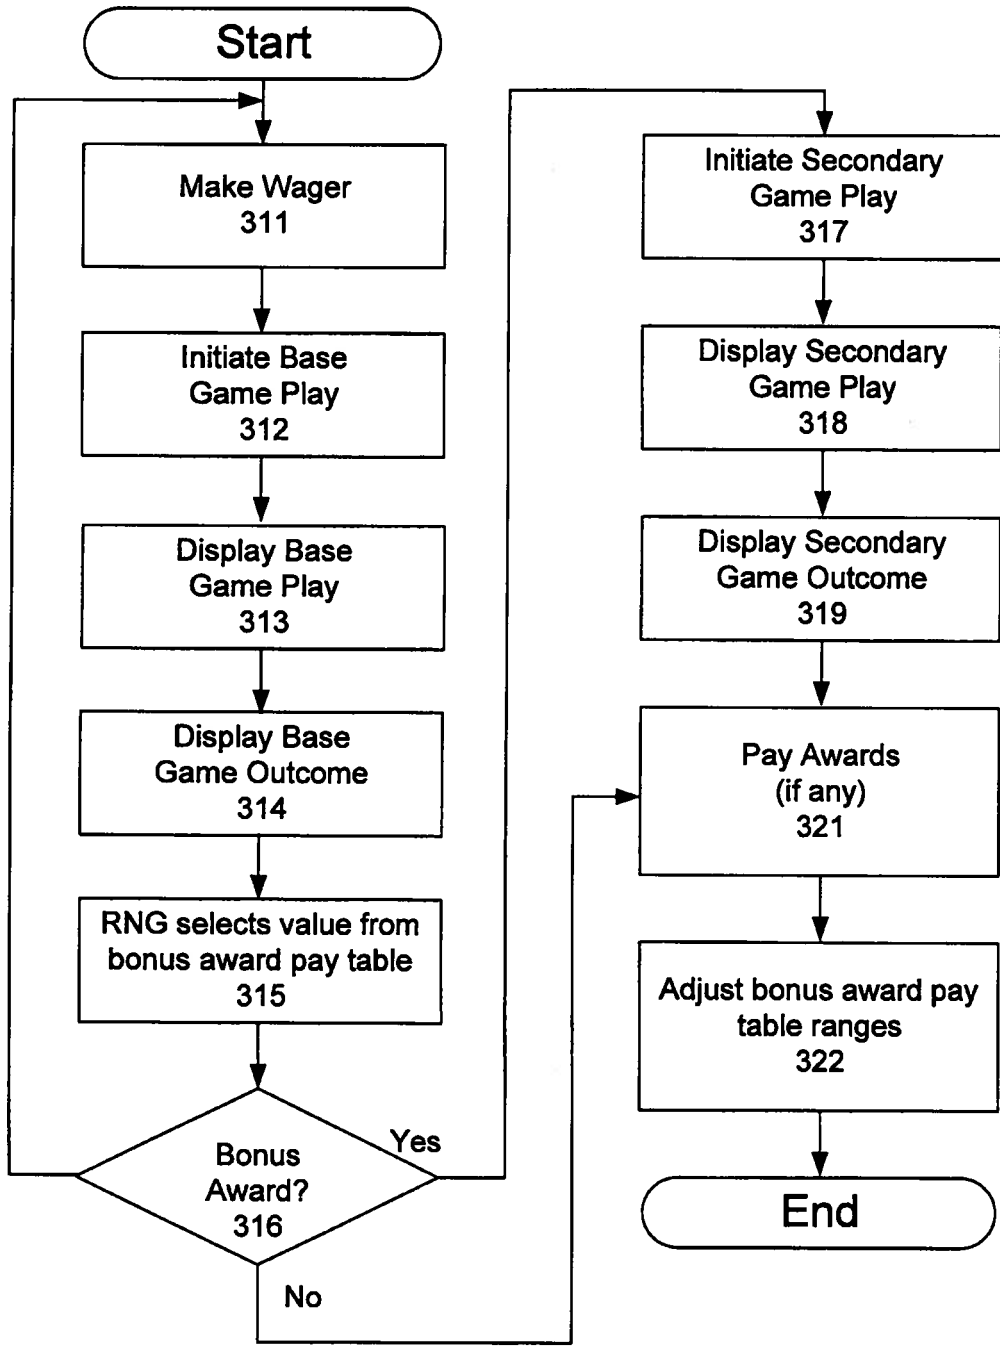 Start
Make Wager
311
Initiate Base
Game Play
312
Display Base
Game Play
313
Display Base
Game Outcome
314
RNG selects value from
bonus award pay table
315
Bonus
Award?
316
Yes
No
Initiate Secondary
Game Play
317
Display Secondary
Game Play
318
Display Secondary
Game Outcome
319
Pay Awards
(if any)
321
Adjust bonus award pay
table ranges
322
End